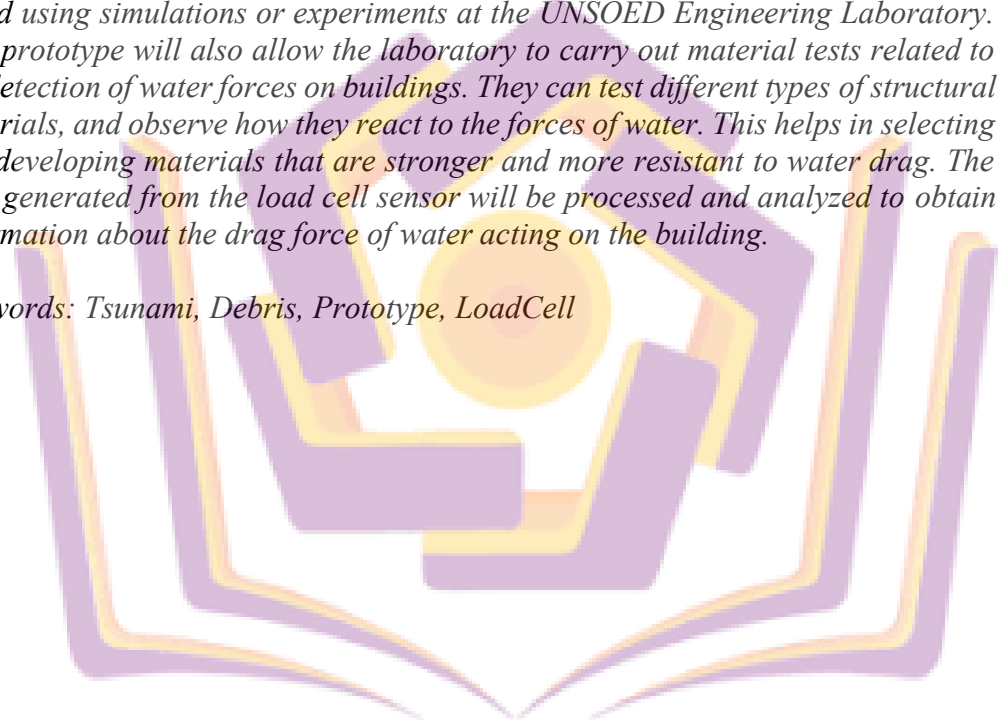 using simulations or experiments at the UNSOED Engineering Laboratory.
prototype will also allow the laboratory to carry out material tests related to
etection of water forces on buildings. They can test different types of structural
rials, and observe how they react to the forces of water. This helps in selecting
developing materials that are stronger and more resistant to water drag. The
generated from the load cell sensor will be processed and analyzed to obtain
rmation about the drag force of water acting on the building.
words: Tsunami, Debris, Prototype, LoadCell